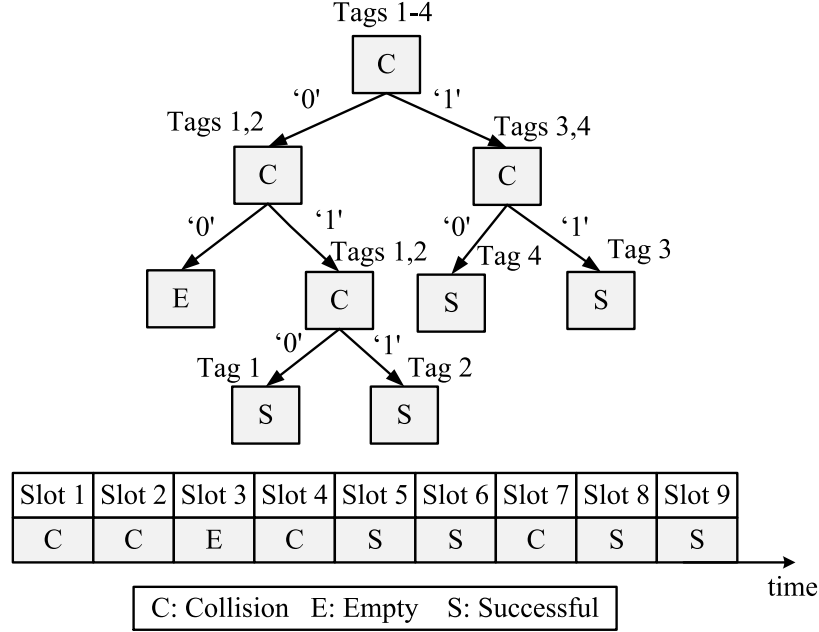 Tags 1-4
C
‘0' ‘1'
Tags 1,2 Tags 3,4
C C
‘0' ‘1' ‘0' ‘1'
Tags 1,2 Tag 4 Tag 3
E C S S
‘0' ‘1'
Tag 1 Tag 2
S S
Slot 1 Slot 2 Slot 3 Slot 4 Slot 5 Slot 6 Slot 7 Slot 8 Slot 9
C C E C S S C S S
time
C: Collision E: Empty S: Successful